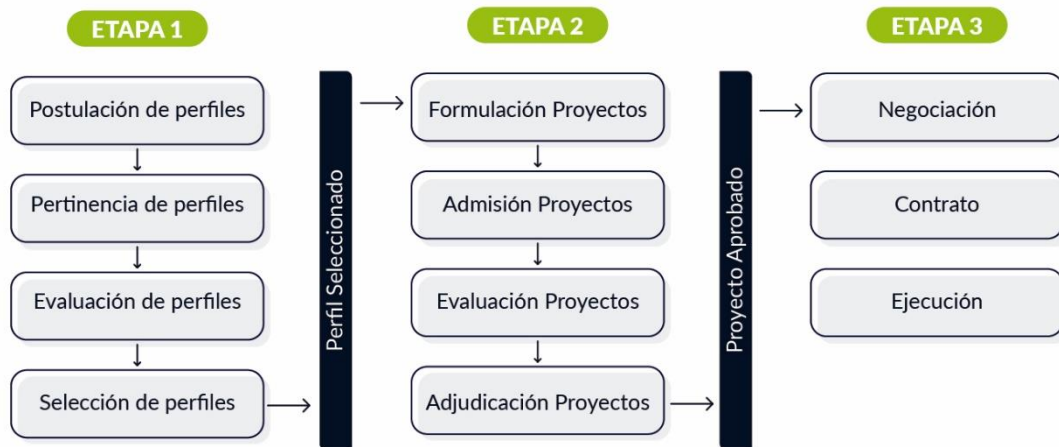 ETAPA 1
Postulación de perfiles
Pertinencia de perfiles
Evaluación de perfiles
Selección de perfiles
Perfil Seleccionado
ETAPA 2
Formulación Proyectos
Admisión Proyectos
Evaluación Proyectos
Adjudicación Proyectos
Proyecto Aprobado
ETAPA 3
Negociación
Contrato
Ejecución